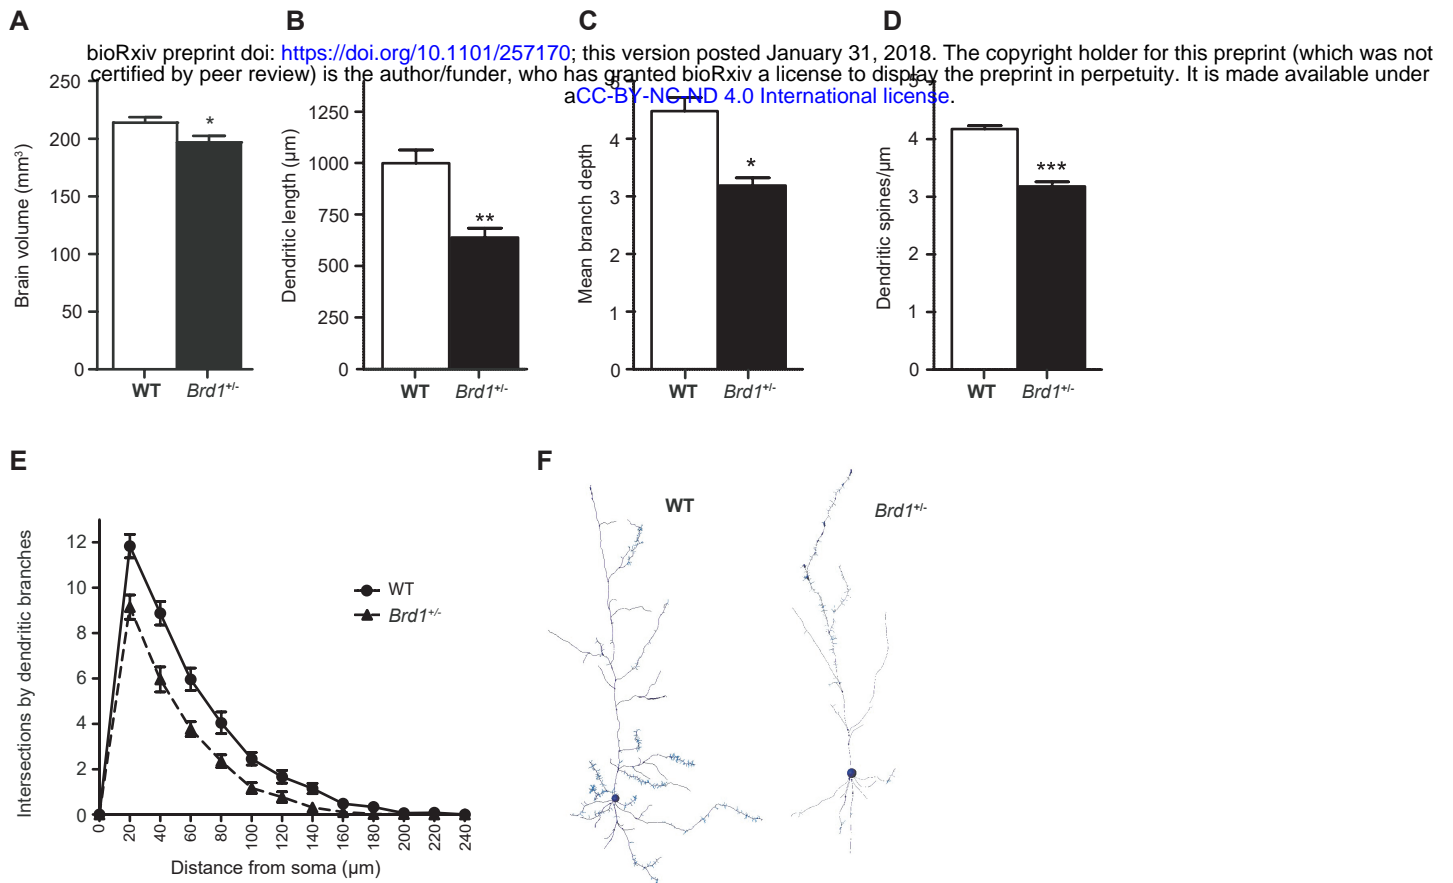 A B C D
bioRxiv preprint doi: https://doi.org/10.1101/257170; this version posted January 31, 2018. The copyright holder for this preprint (which was not
certified by peer review) is the author/funder, who has granted bioRxiv a license to display the preprint in perpetuity. It is made available under
aCC-BY-NC-ND 4.0 International license.
Brain volume (mm³)
250
200
150
100
50
0
*
WT Brd1+/-
Dendritic length (µm)
1250
1000
750
500
250
0
**
WT Brd1+/-
Mean branch depth
5
4
3
2
1
0
*
WT Brd1+/-
Dendritic spines/µm
5
4
3
2
1
0
***
WT Brd1+/-
E
Intersections by dendritic branches
12
10
8
6
4
2
0
0 20 40 60 80 100 120 140 160 180 200 220 240
Distance from soma (µm)
WT
Brd1+/-
F
WT
Brd1+/-